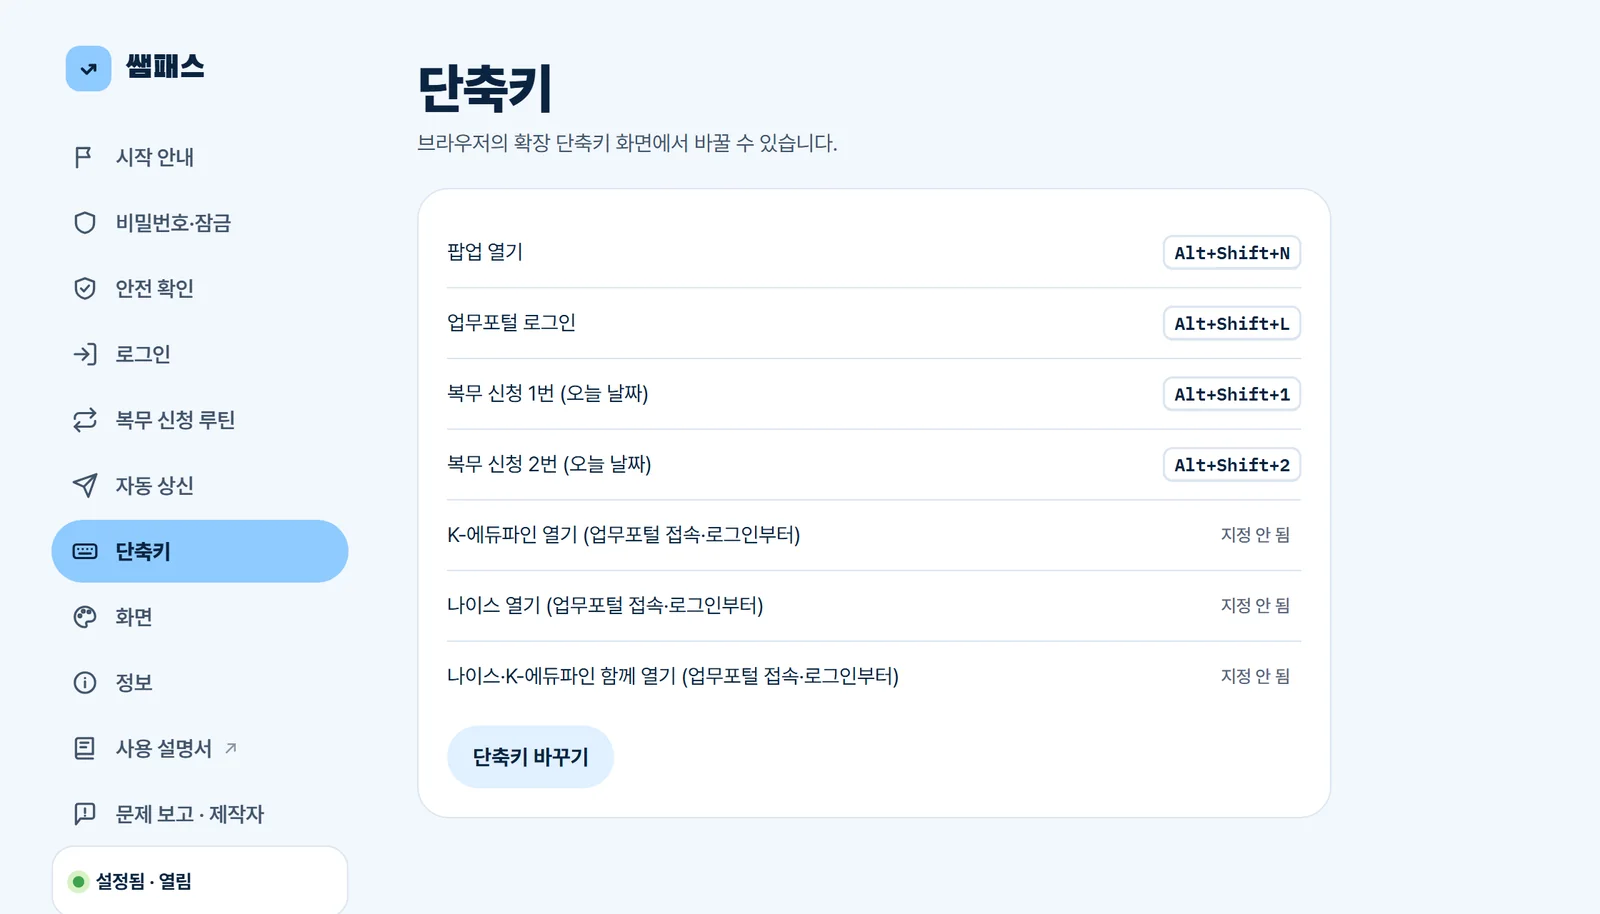 쌤패스
시작 안내
비밀번호·잠금
안전 확인
로그인
복무 신청 루틴
자동 상신
단축키
화면
정보
사용 설명서
문제 보고 · 제작자
설정됨 · 열림
단축키
브라우저의 확장 단축키 화면에서 바꿀 수 있습니다.
팝업 열기 Alt+Shift+N
업무포털 로그인 Alt+Shift+L
복무 신청 1번 (오늘 날짜) Alt+Shift+1
복무 신청 2번 (오늘 날짜) Alt+Shift+2
K-에듀파인 열기 (업무포털 접속·로그인부터) 지정 안 됨
나이스 열기 (업무포털 접속·로그인부터) 지정 안 됨
나이스·K-에듀파인 함께 열기 (업무포털 접속·로그인부터) 지정 안 됨
단축키 바꾸기